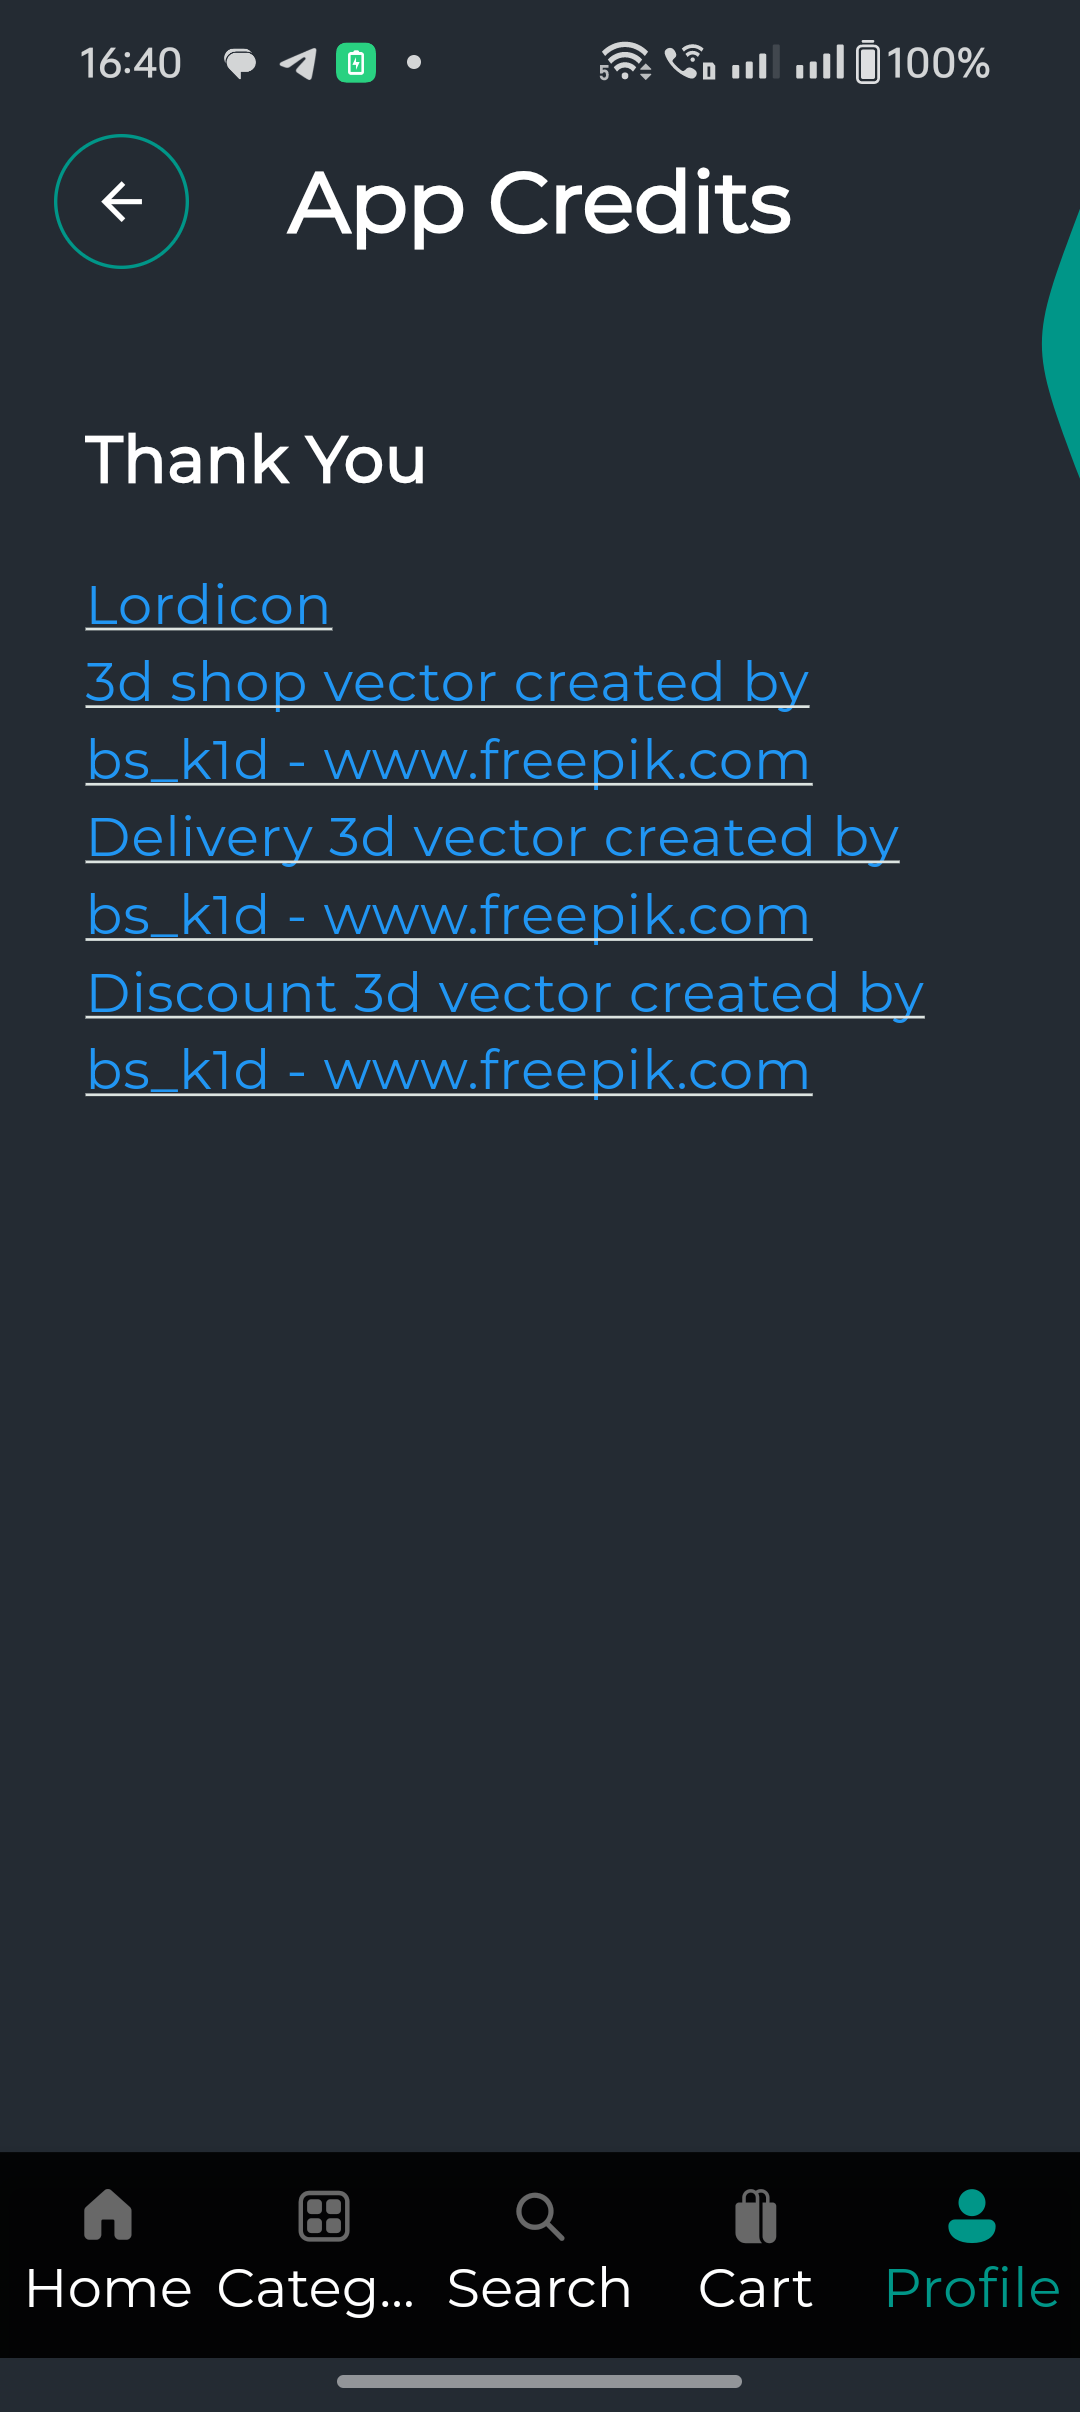 16:40
5
100%
App Credits
Thank You
Lordicon
3d shop vector created by
bs_k1d - www.freepik.com
Delivery 3d vector created by
bs_k1d - www.freepik.com
Discount 3d vector created by
bs_k1d - www.freepik.com
Home Categ... Search Cart Profile